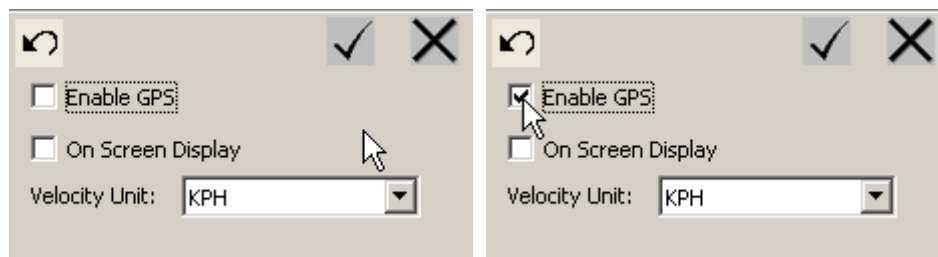 Enable GPS
On Screen Display
Velocity Unit: KPH
Enable GPS
On Screen Display
Velocity Unit: KPH